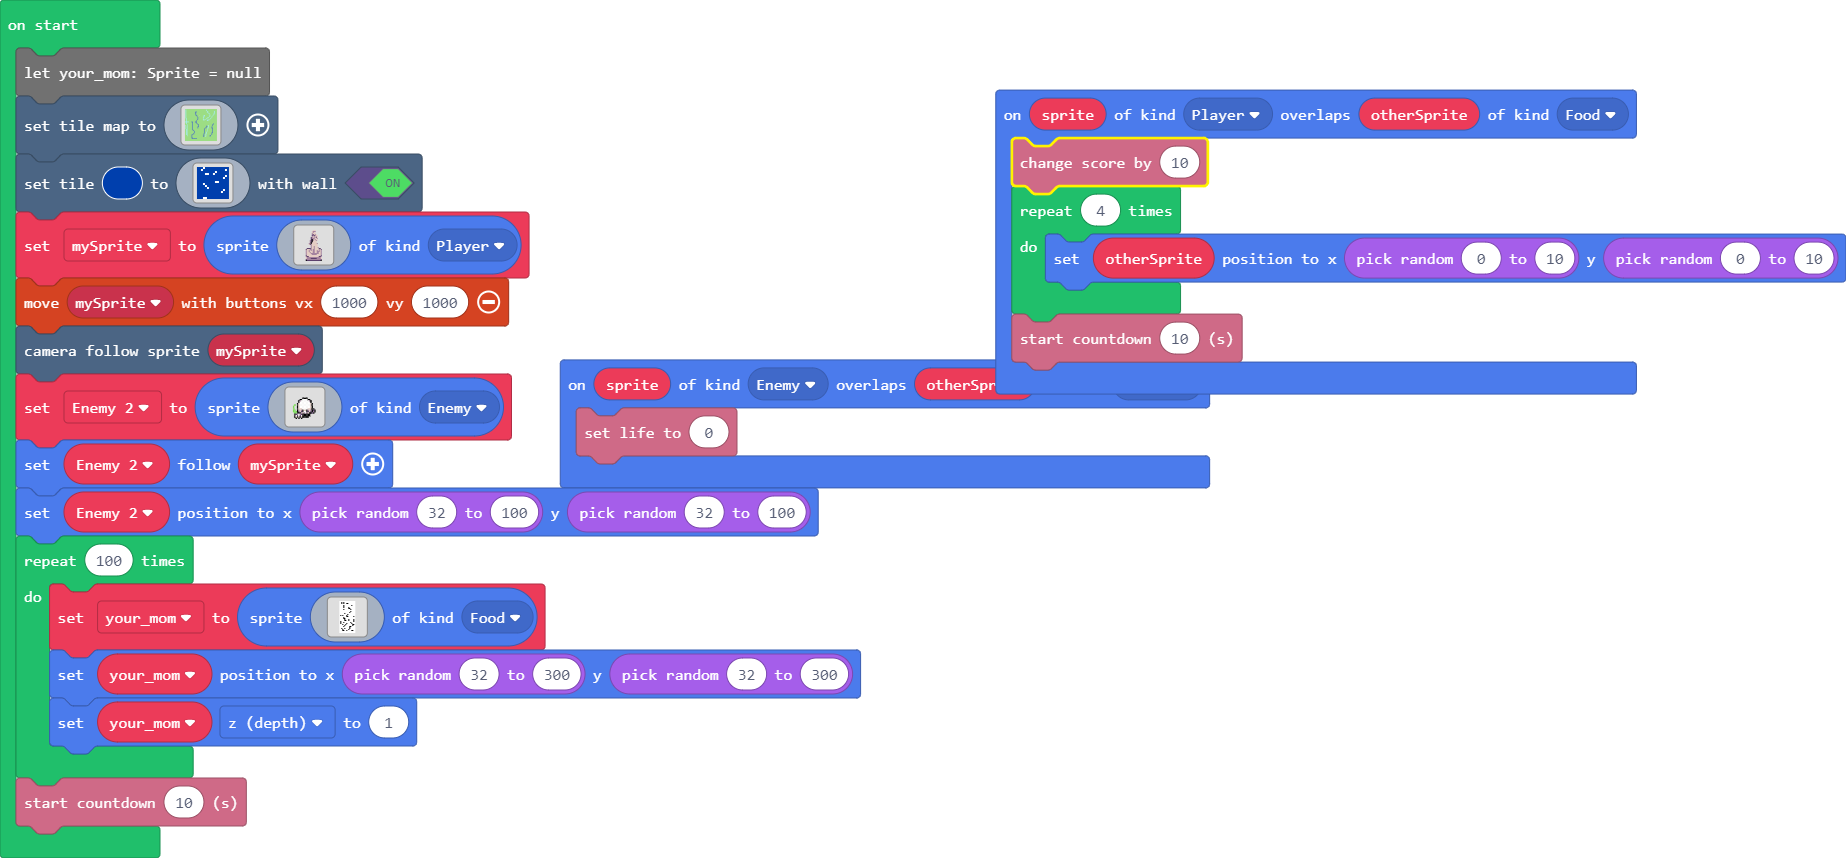 on start
let your_mom: Sprite = null
set tile map to
set tile to with wall ON
set mySprite to sprite of kind Player
move mySprite with buttons vx 1000 vy 1000
camera follow sprite mySprite
set Enemy 2 to sprite of kind Enemy
set Enemy 2 follow mySprite
set Enemy 2 position to x pick random 32 to 100 y pick random 32 to 100
repeat 100 times
do
set your_mom to sprite of kind Food
set your_mom position to x pick random 32 to 300 y pick random 32 to 300
set your_mom z (depth) to 1
start countdown 10 (s)
on sprite of kind Enemy overlaps
set life to 0
on sprite of kind Player overlaps otherSprite of kind Food
change score by 10
repeat 4 times
do set otherSprite position to x pick random 0 to 10 y pick random 0 to 10
start countdown 10 (s)